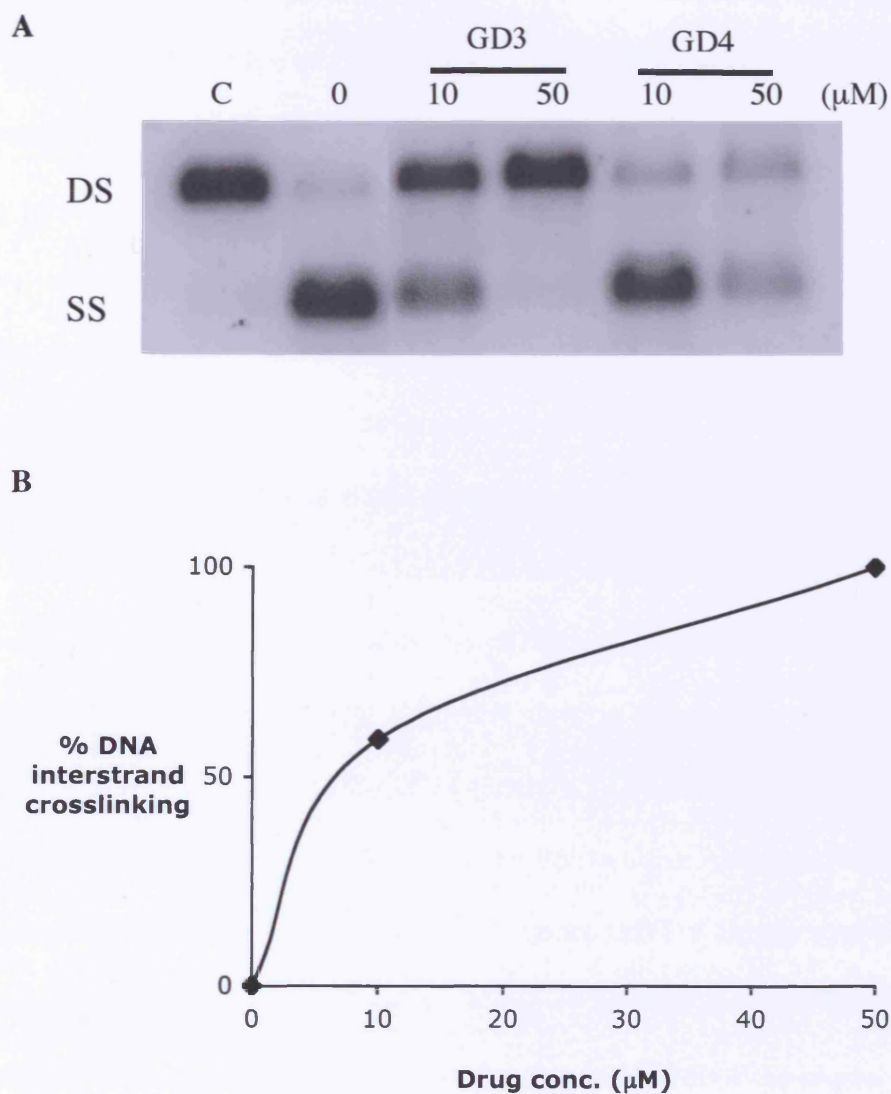 A
GD3 GD4
C 0 10 50 10 50 (μM)
DS
SS
B
100
% DNA
interstrand
crosslinking
50
0
0 10 20 30 40 50
Drug conc. (μM)